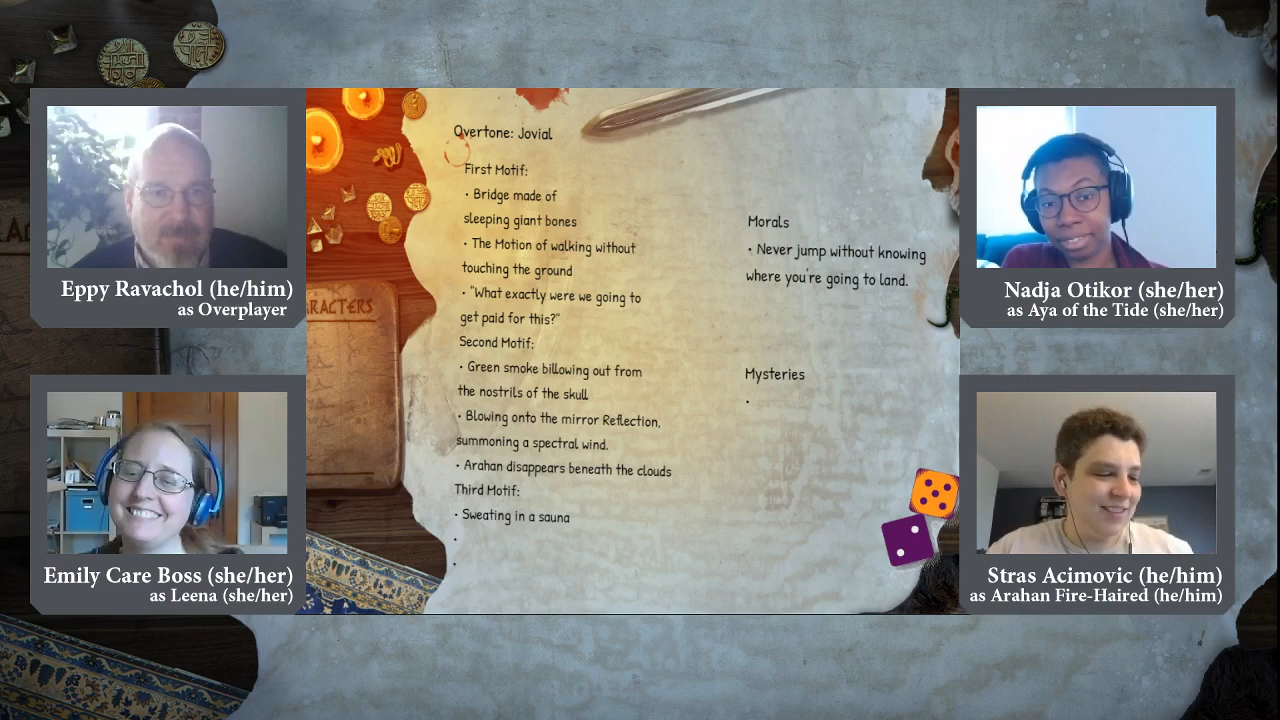 Eppy Ravachol (he/him)
as Overplayer
Emily Care Boss (she/her)
as Leena (she/her)
RACTERS
Overtone: Jovial
First Motif:
• Bridge made of
sleeping giant bones
• The Motion of walking without
touching the ground
• "What exactly were we going to
get paid for this?"
Second Motif:
• Green smoke billowing out from
the nostrils of the skull
• Blowing onto the mirror Reflection,
summoning a spectral wind.
• Arahan disappears beneath the clouds
Third Motif:
• Sweating in a sauna
•
•
Morals
• Never jump without knowing
where you're going to land.
Mysteries
•
Nadja Otikor (she/her)
as Aya of the Tide (she/her)
Stras Acimovic (he/him)
as Arahan Fire-Haired (he/him)